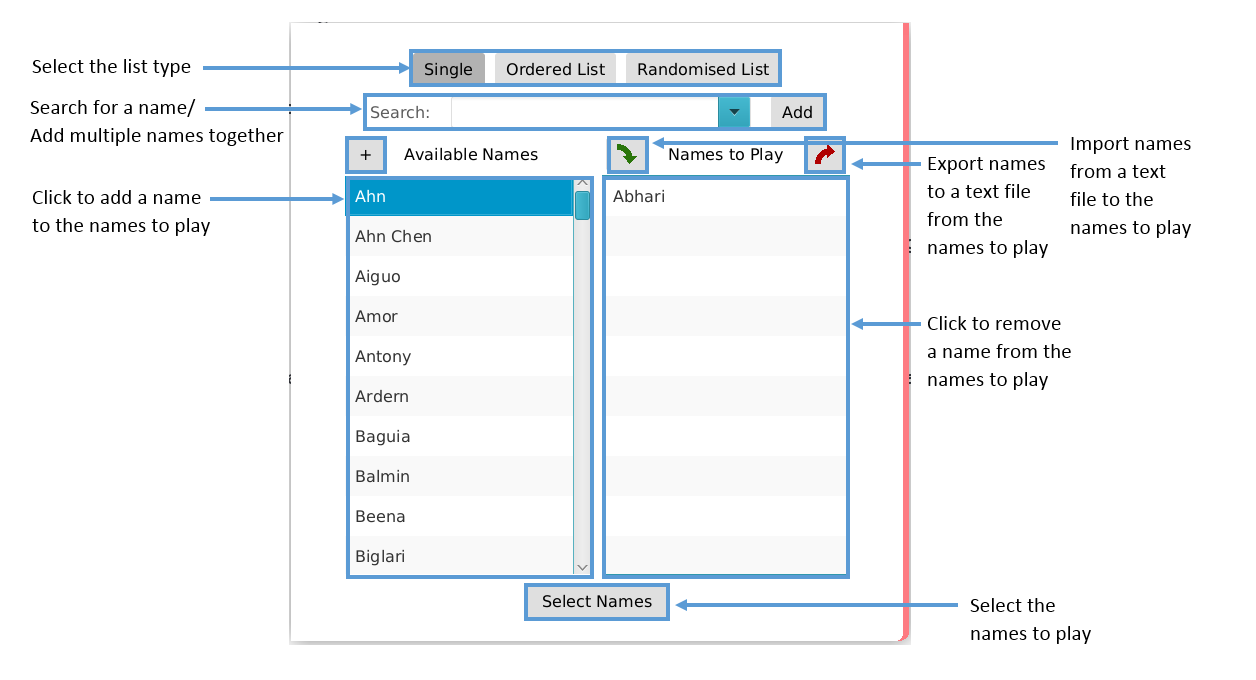 Select the list type
Single
Ordered List
Randomised List
Search for a name/
Add multiple names together
Search:
Add
+
Available Names
Names to Play
Import names
from a text
file to the
names to play
Export names
to a text file
from the
names to play
Click to add a name
to the names to play
Ahn
Ahn Chen
Aiguo
Amor
Antony
Ardern
Baguia
Balmin
Beena
Biglari
Abhari
Click to remove
a name from the
names to play
Select Names
Select the
names to play